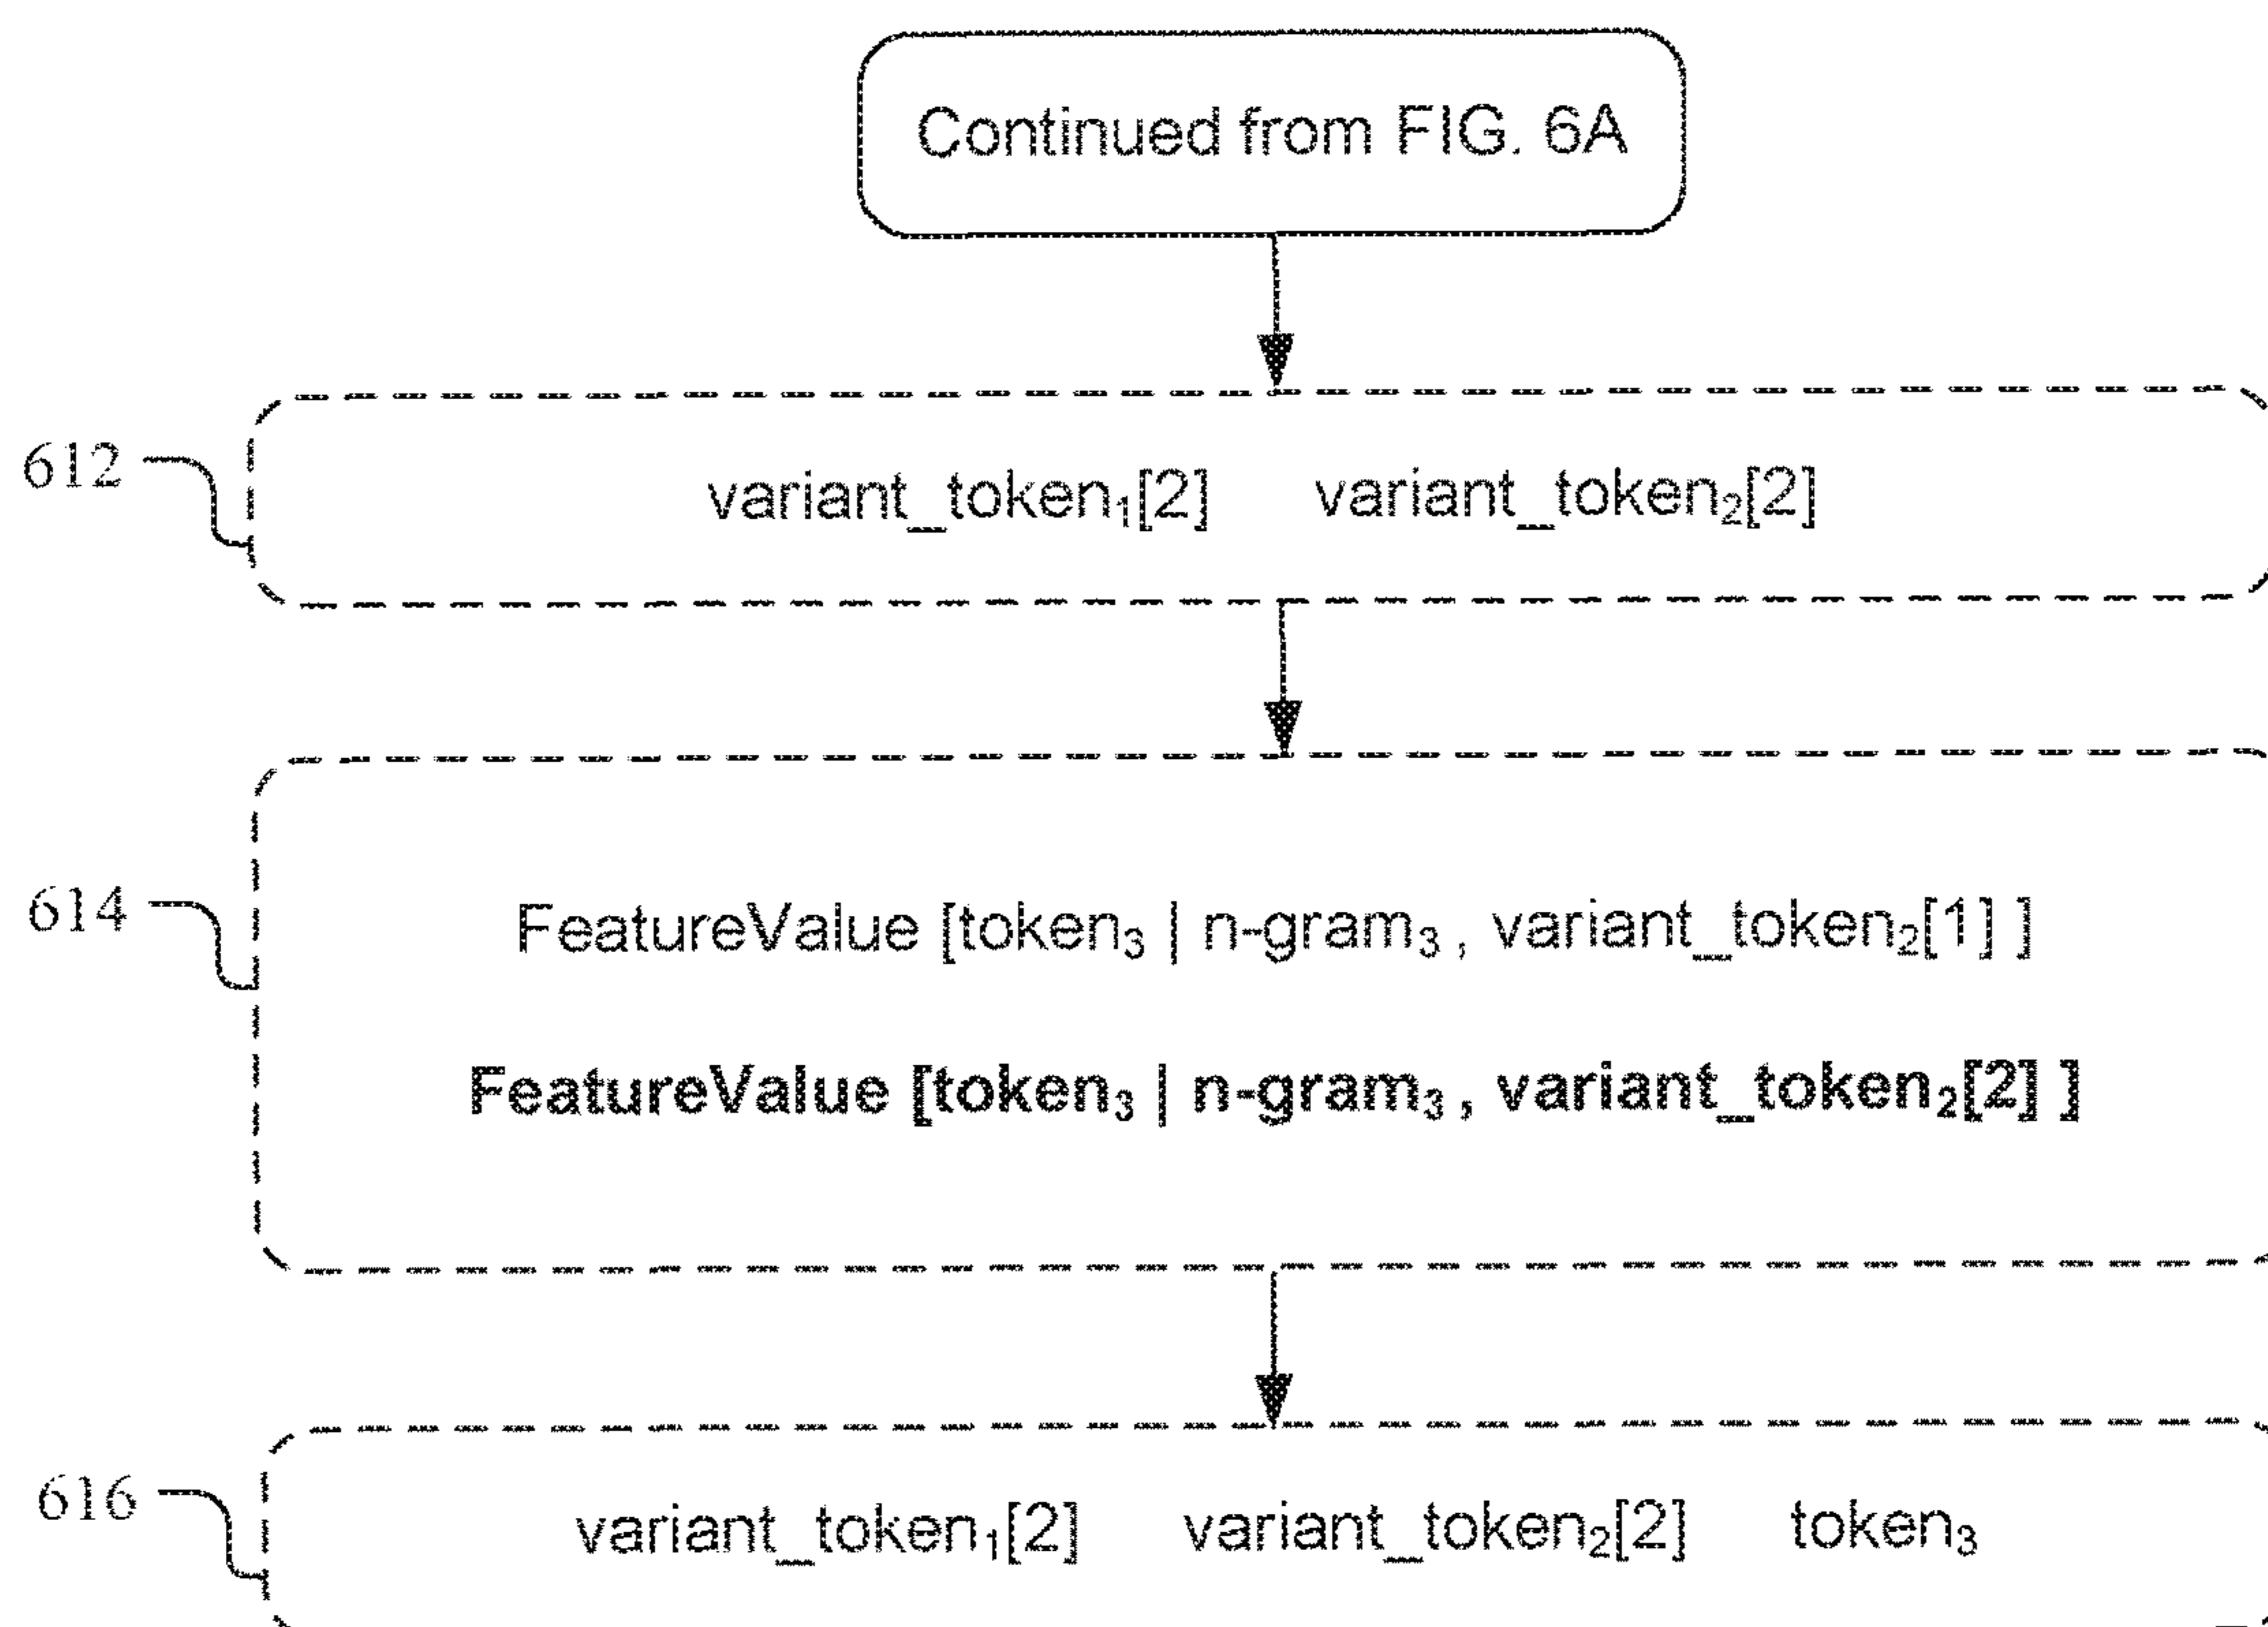 Continued from FIG. 6A
612
variant_token₁[2] variant_token₂[2]
614
FeatureValue [token₃ | n-gram₃ , variant_token₂[1] ]
FeatureValue [token₃ | n-gram₃ , variant_token₂[2] ]
616
variant_token₁[2] variant_token₂[2] token₃